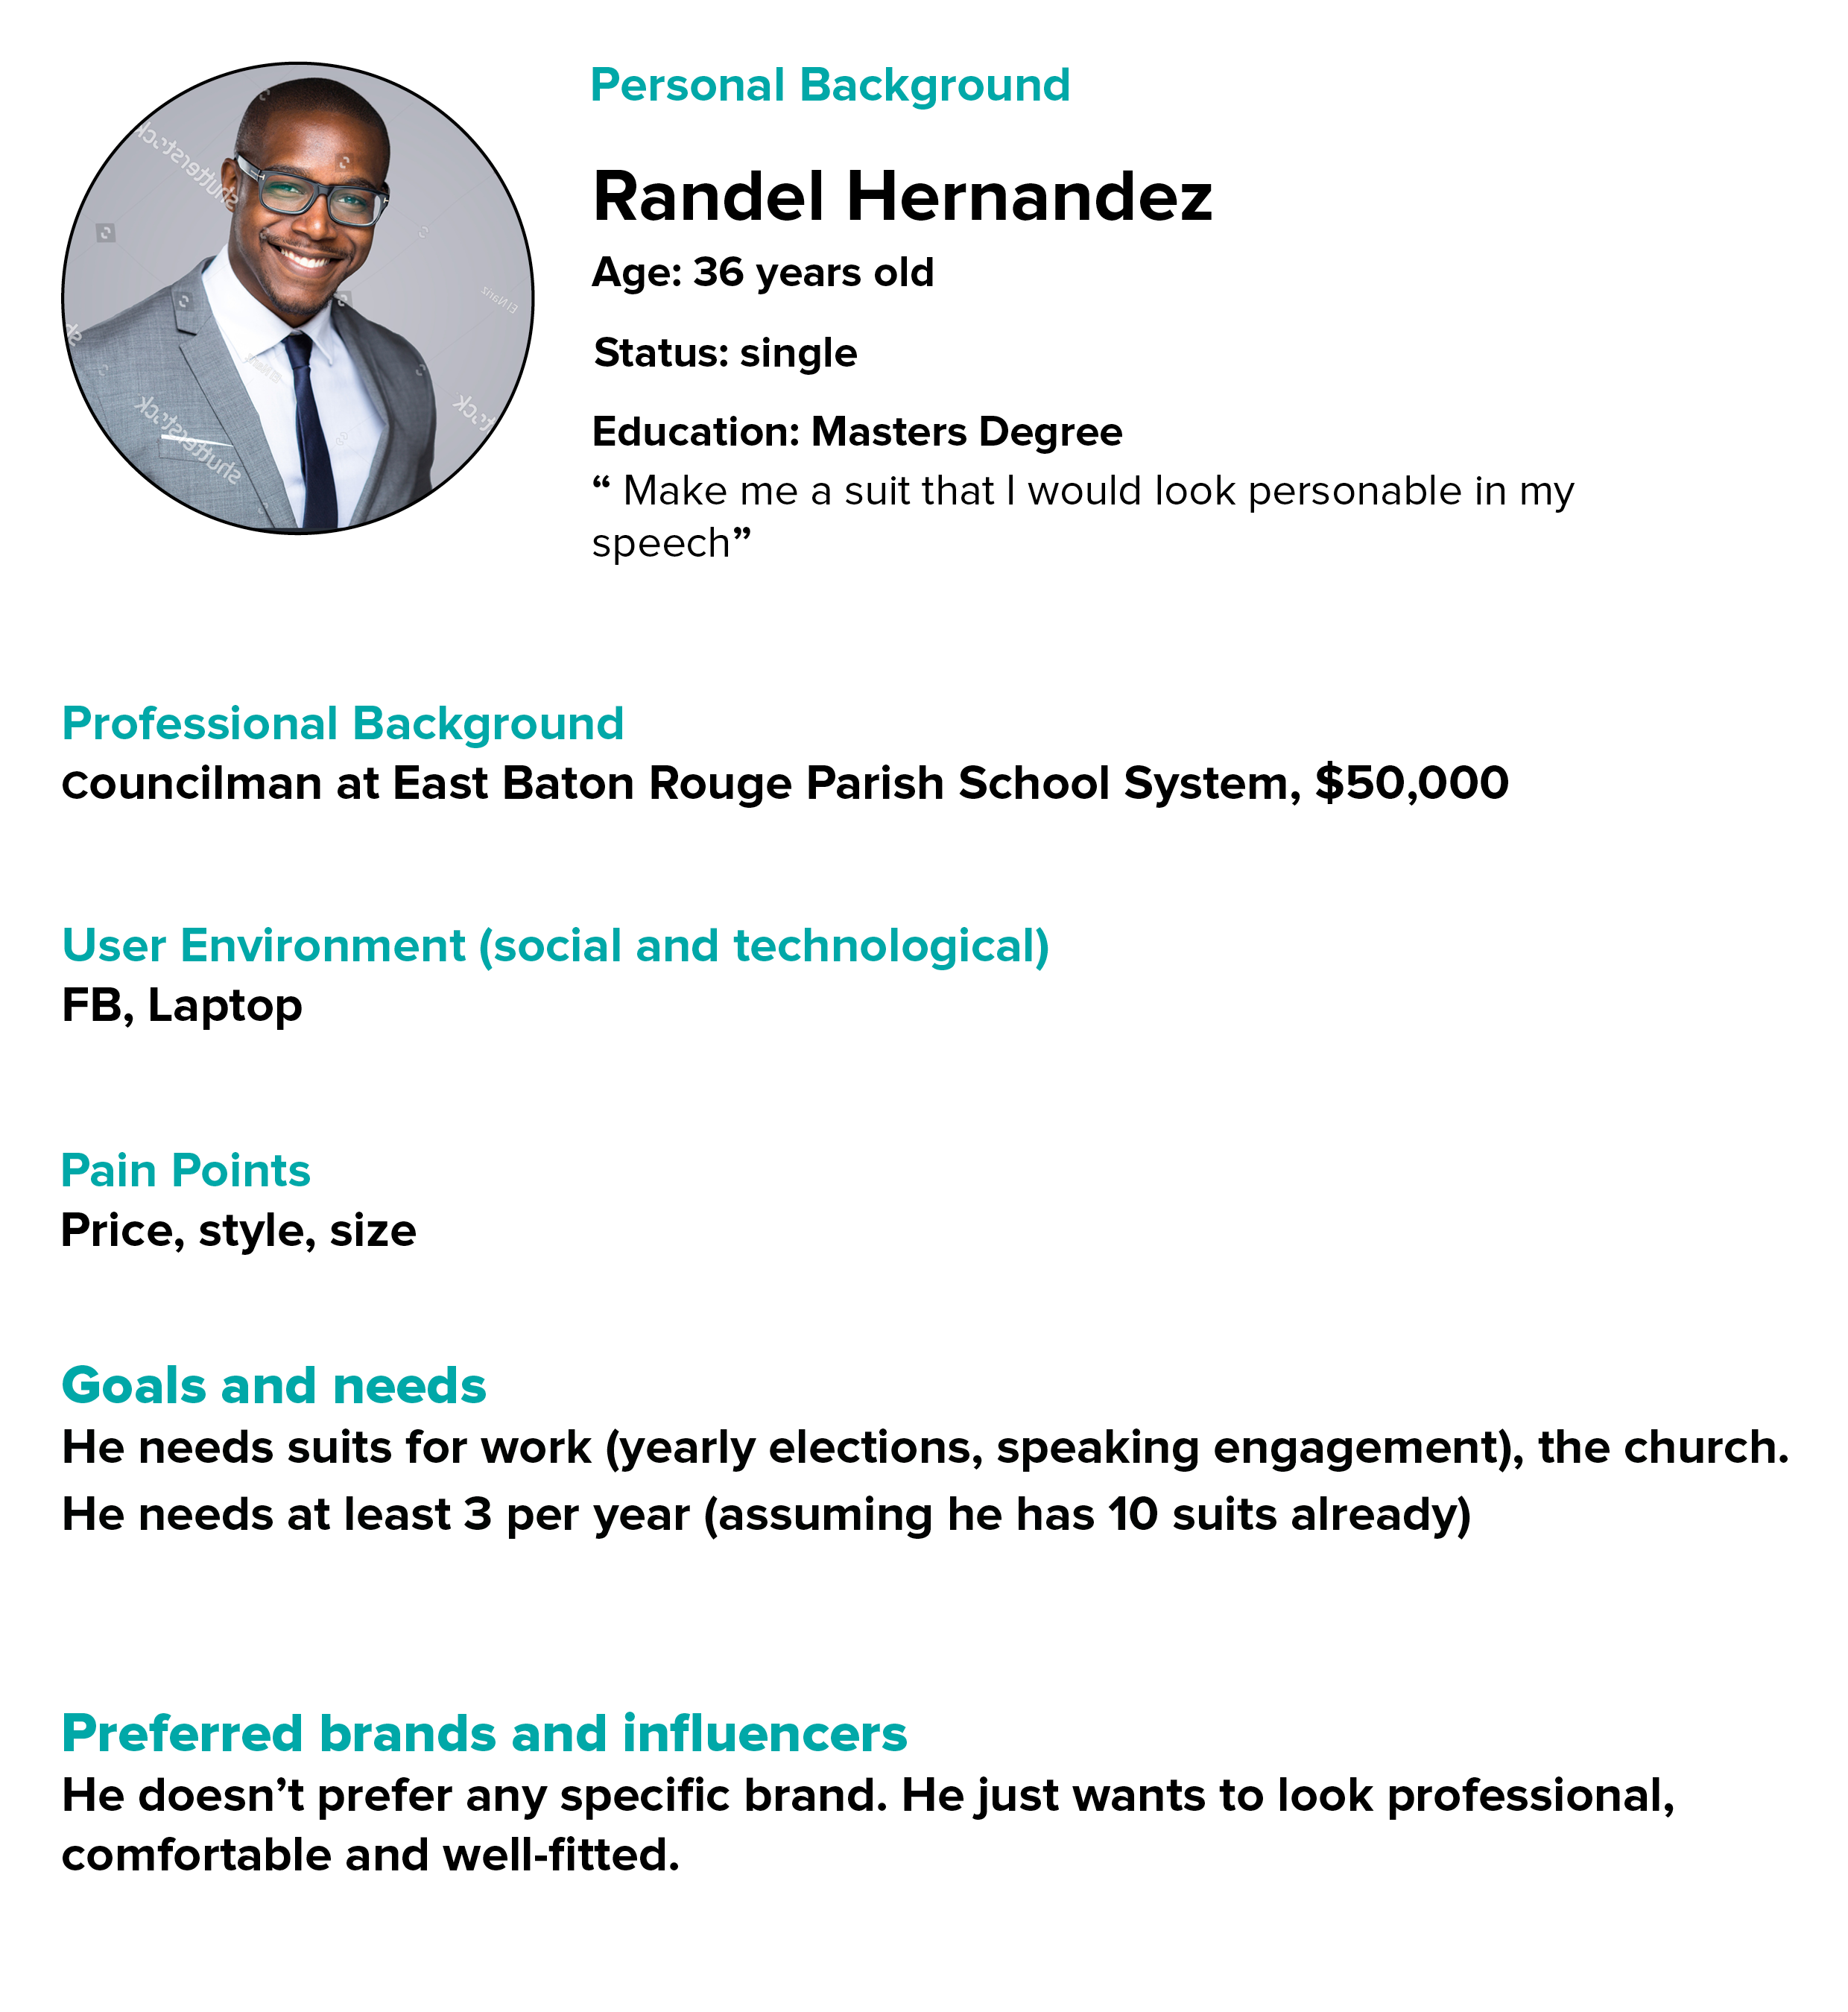 Personal Background
Randel Hernandez
Age: 36 years old
Status: single
Education: Masters Degree
“ Make me a suit that I would look personable in my
speech”
Professional Background
councilman at East Baton Rouge Parish School System, $50,000
User Environment (social and technological)
FB, Laptop
Pain Points
Price, style, size
Goals and needs
He needs suits for work (yearly elections, speaking engagement), the church.
He needs at least 3 per year (assuming he has 10 suits already)
Preferred brands and influencers
He doesn’t prefer any specific brand. He just wants to look professional,
comfortable and well-fitted.
shutterstock
shutterstock
El Nariz